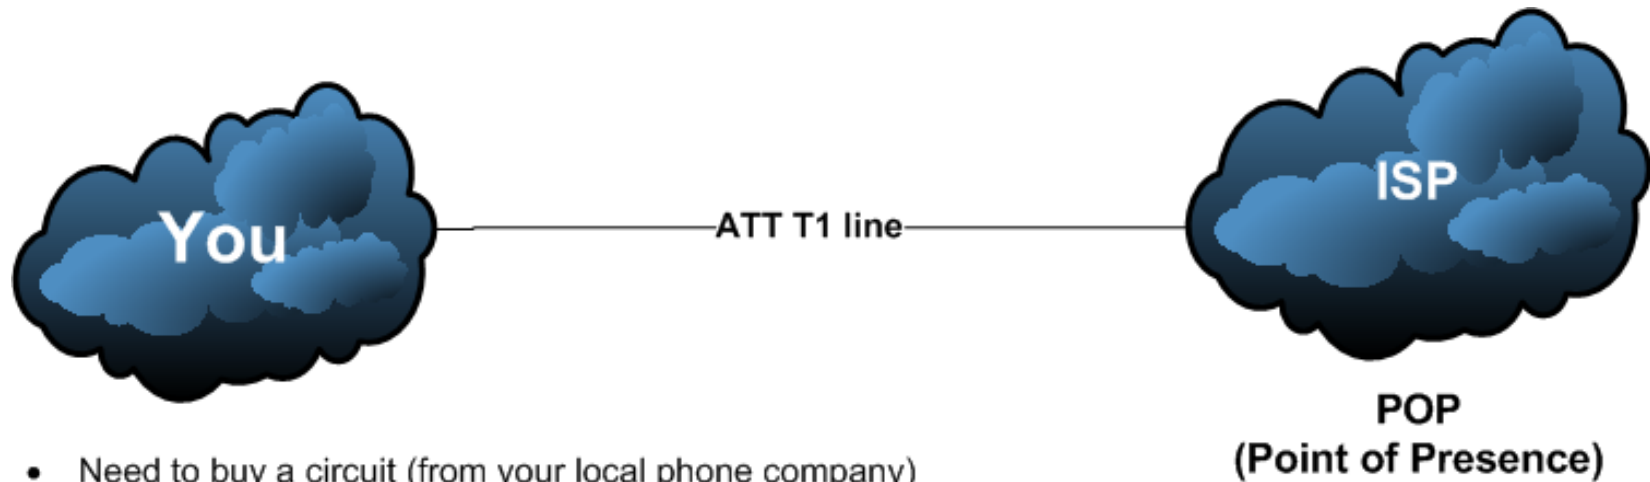 You
ATT T1 line
ISP
POP
(Point of Presence)
• Need to buy a circuit (from your local phone company)